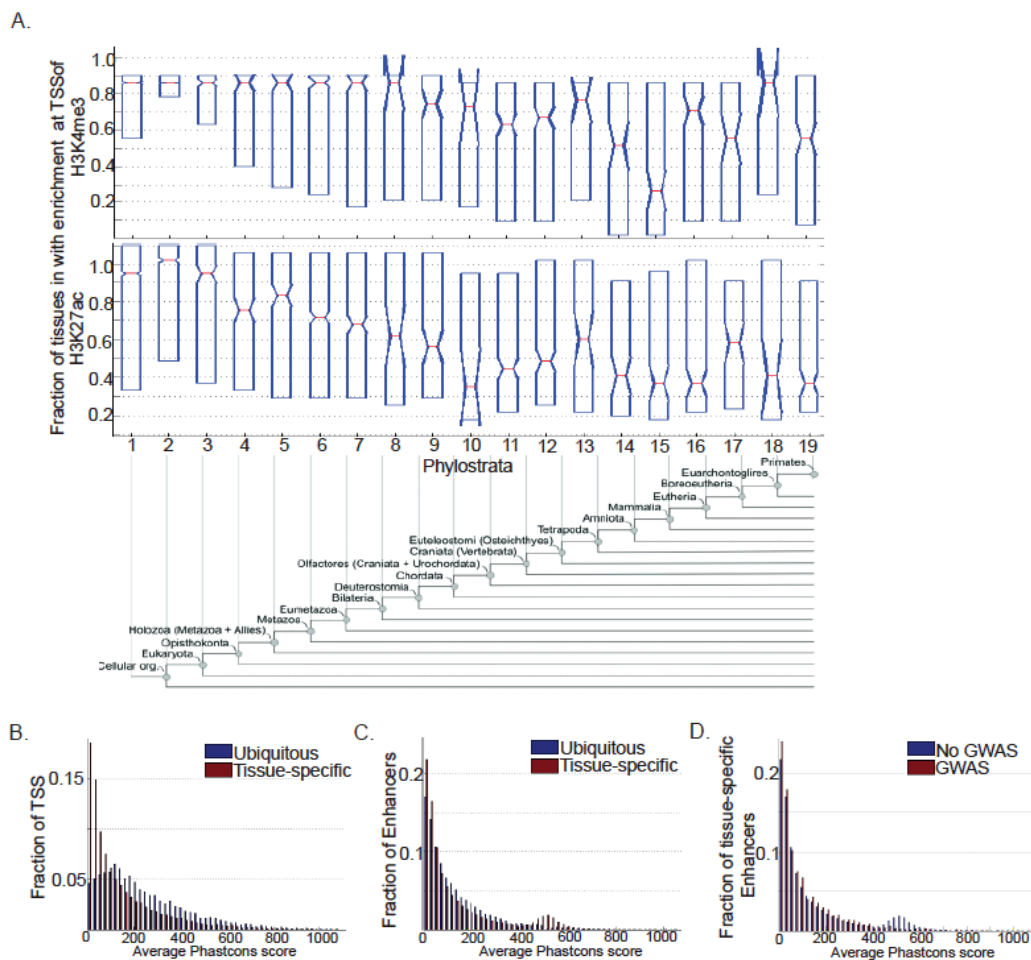 A.
Fraction of tissues in with enrichment at TSSof
H3K4me3
H3K27ac
1.0
0.8
0.6
0.4
0.2
1.0
0.8
0.6
0.4
0.2
1 2 3 4 5 6 7 8 9 10 11 12 13 14 15 16 17 18 19
Phylostrata
Primates
Euarchontoglires
Boreoeutheria
Eutheria
Mammalia
Amniota
Tetrapoda
Euteleostomi (Osteichthyes)
Craniata (Vertebrata)
Olfactores (Craniata + Urochordata)
Chordata
Deuterostomia
Bilateria
Eumetazoa
Metazoa
Holozoa (Metazoa + Allies)
Opisthokonta
Eukaryota
Cellular org.
B.
Ubiquitous
Tissue-specific
Fraction of TSS
0.15
0.05
0 200 400 600 800 1000
Average Phastcons score
C.
Ubiquitous
Tissue-specific
Fraction of Enhancers
0.2
0.1
0 200 400 600 800 1000
Average Phastcons score
D.
No GWAS
GWAS
Fraction of tissue-specific
Enhancers
0.2
0.1
0 200 400 600 800 1000
Average Phastcons score